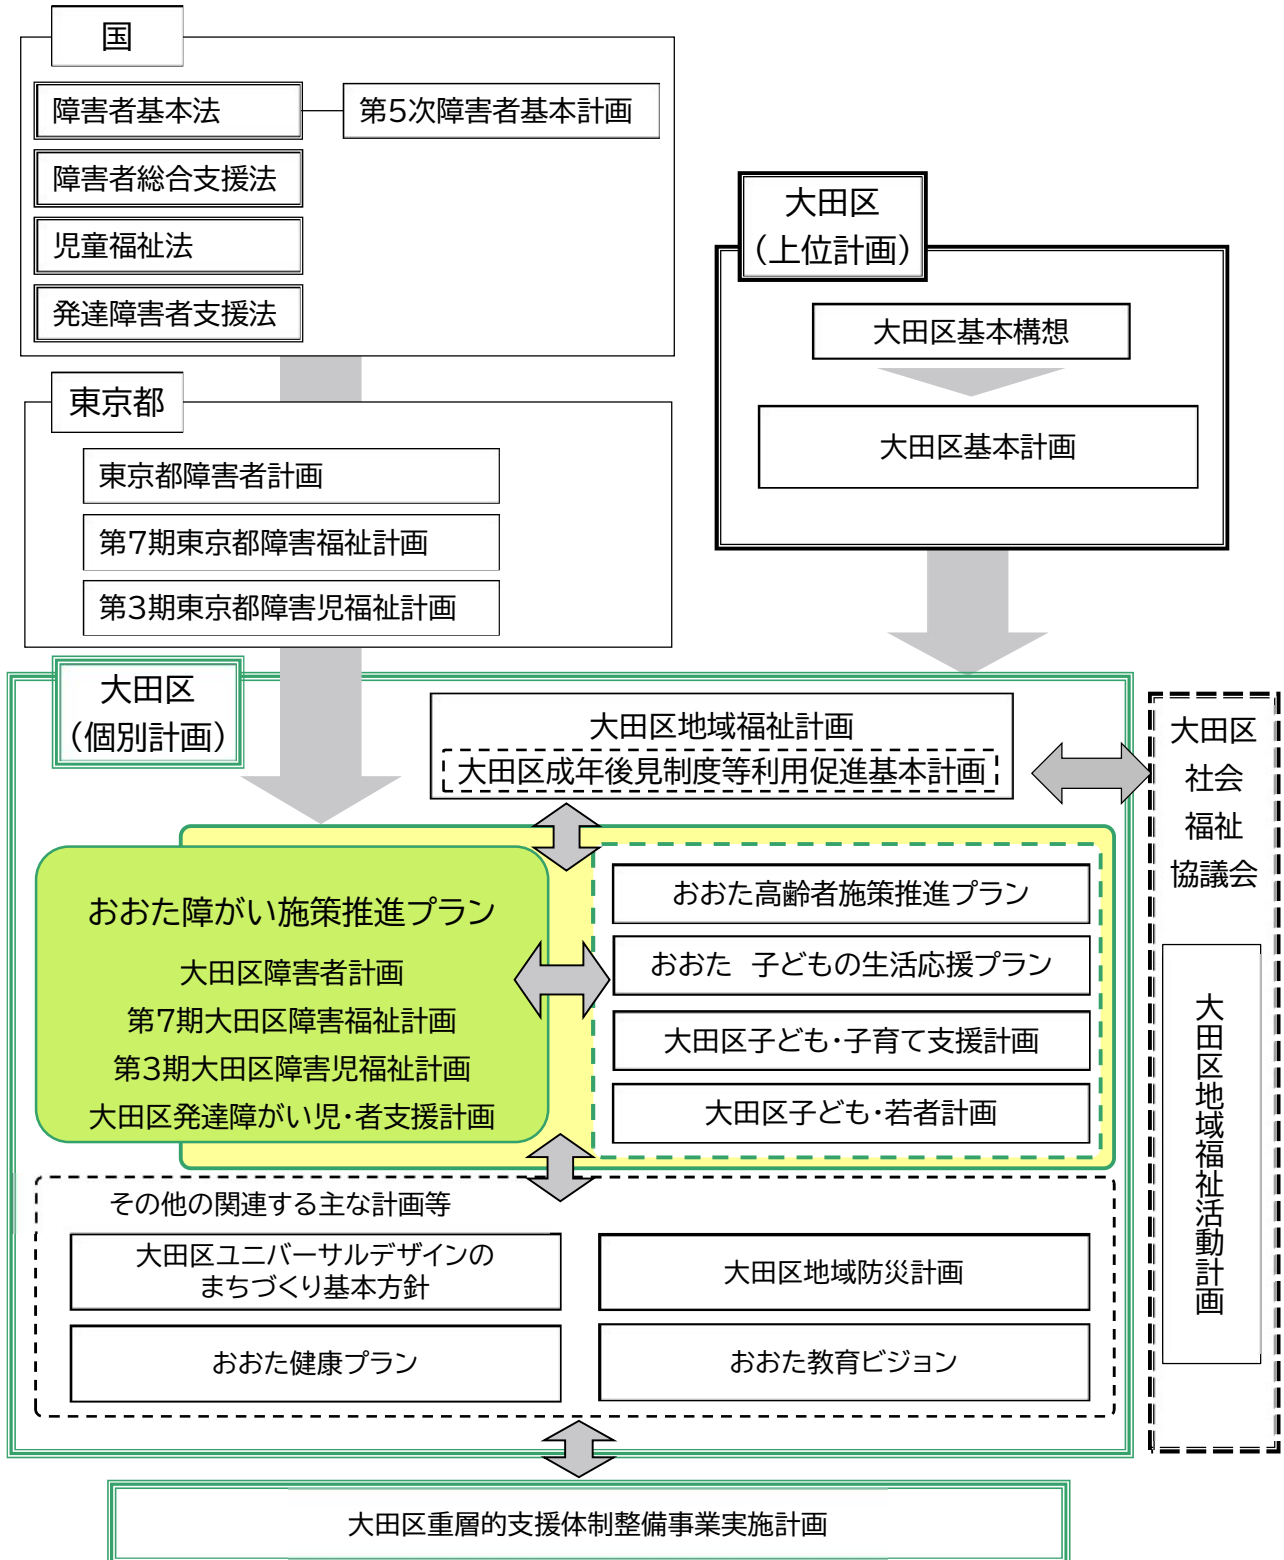 国
障害者基本法
第5次障害者基本計画
障害者総合支援法
児童福祉法
発達障害者支援法
東京都
東京都障害者計画
第7期東京都障害福祉計画
第3期東京都障害児福祉計画
大田区
（上位計画）
大田区基本構想
大田区基本計画
大田区
（個別計画）
大田区地域福祉計画
大田区成年後見制度等利用促進基本計画
おおた障がい施策推進プラン
大田区障害者計画
第7期大田区障害福祉計画
第3期大田区障害児福祉計画
大田区発達障がい児・者支援計画
おおた高齢者施策推進プラン
おおた　子どもの生活応援プラン
大田区子ども・子育て支援計画
大田区子ども・若者計画
その他の関連する主な計画等
大田区ユニバーサルデザインの
まちづくり基本方針
大田区地域防災計画
おおた健康プラン
おおた教育ビジョン
大田区
社会
福祉
協議会
大田区地域福祉活動計画
大田区重層的支援体制整備事業実施計画